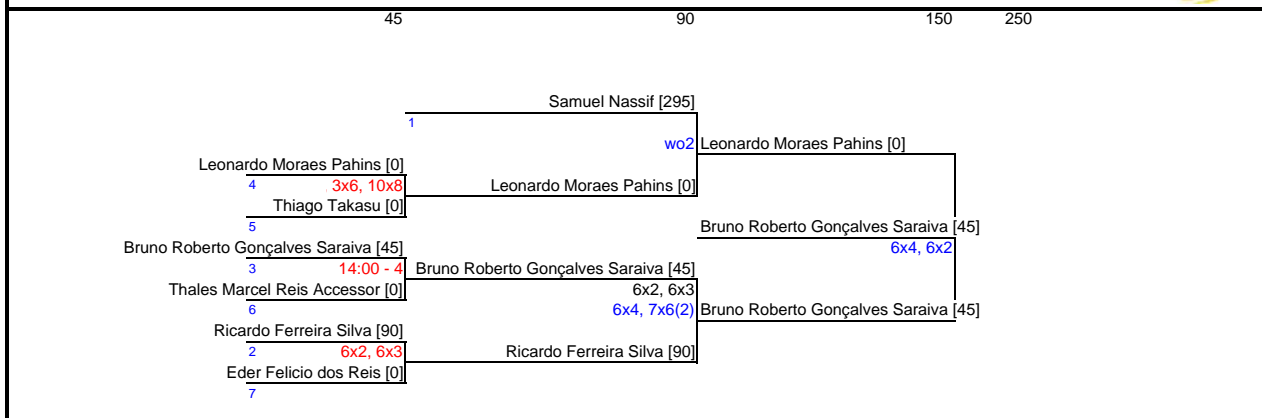 45 90 150 250
Samuel Nassif [295]
1
wo2 Leonardo Moraes Pahins [0]
Leonardo Moraes Pahins [0]
4 3x6, 10x8 Leonardo Moraes Pahins [0]
Thiago Takasu [0]
5 Bruno Roberto Gonçalves Saraiva [45]
Bruno Roberto Gonçalves Saraiva [45] 6x4, 6x2
3 14:00 - 4 Bruno Roberto Gonçalves Saraiva [45]
Thales Marcel Reis Accessor [0] 6x2, 6x3
6 6x4, 7x6(2) Bruno Roberto Gonçalves Saraiva [45]
Ricardo Ferreira Silva [90]
2 6x2, 6x3 Ricardo Ferreira Silva [90]
Eder Felicio dos Reis [0]
7